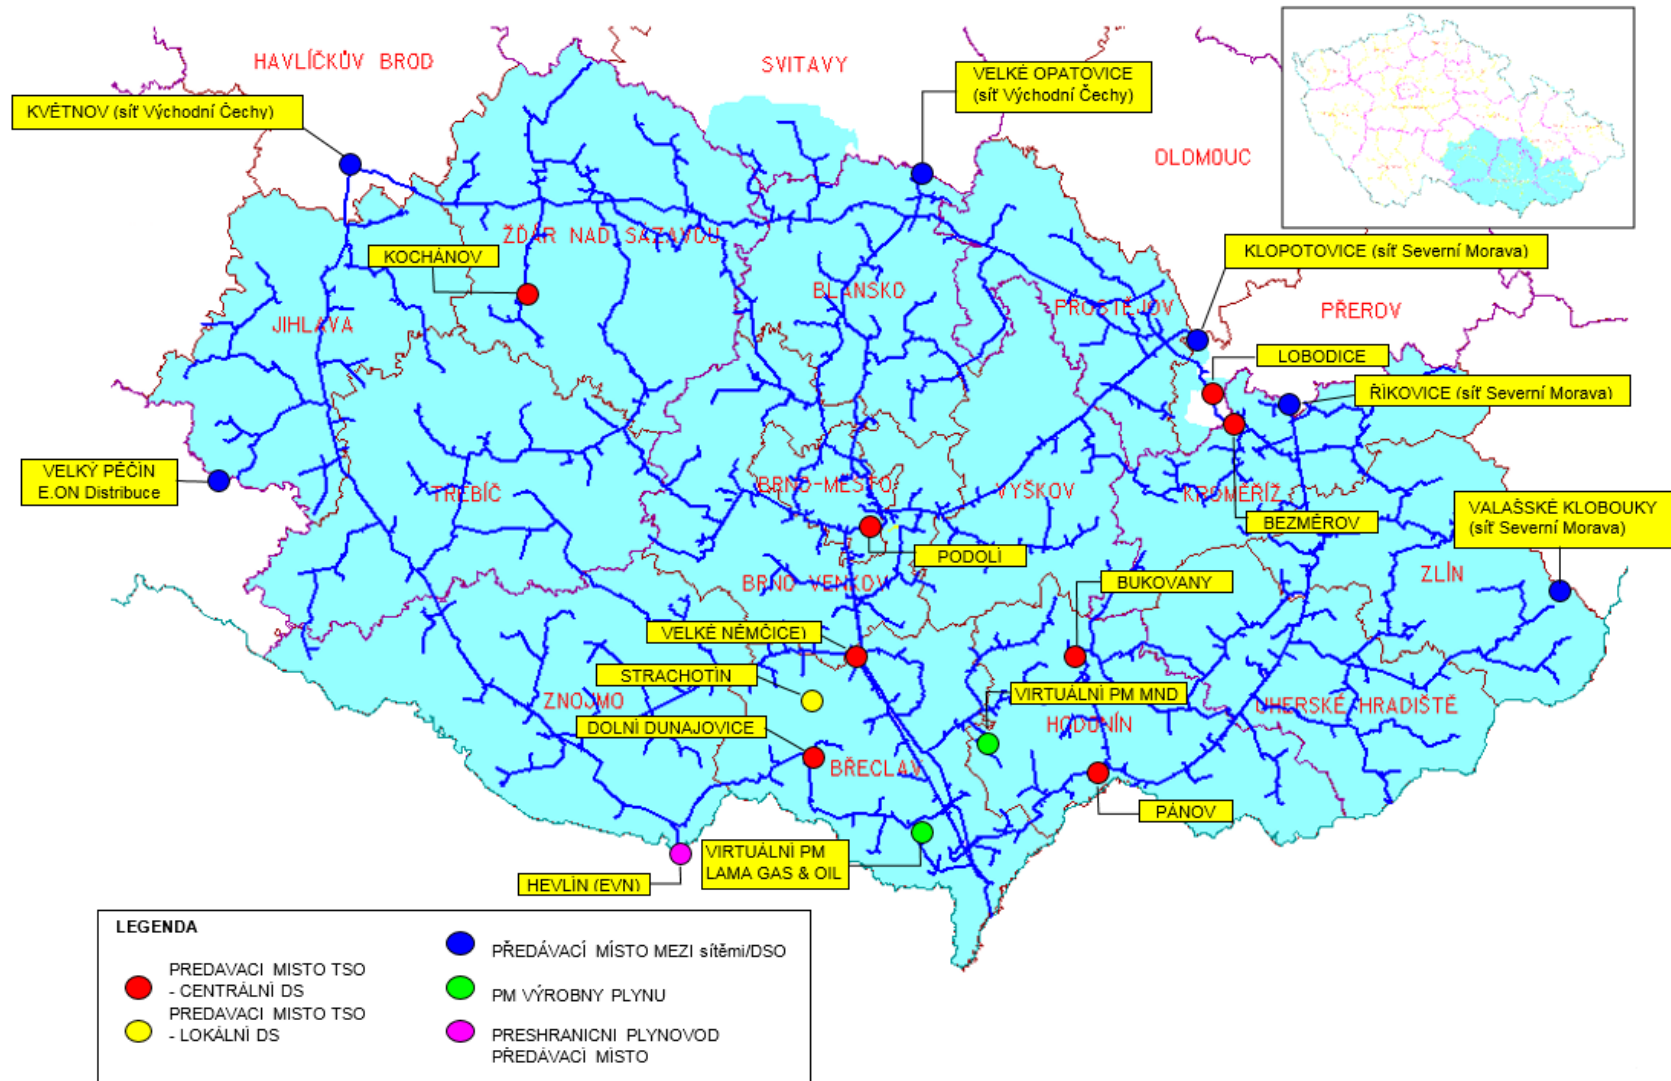 HAVLÍČKŮV BROD
SVITAVY
VELKÉ OPATOVICE
(síť Východní Čechy)
KVĚTNOV (síť Východní Čechy)
OLOMOUC
ŽĎÁR NAD SÁZAVOU
KOCHÁNOV
KLOPOTOVICE (síť Severní Morava)
BLANSKO
PROSTĚJOV
PŘEROV
JIHLAVA
LOBODICE
ŘÍKOVICE (síť Severní Morava)
VELKÝ PĚČÍN
E.ON Distribuce
TŘEBÍČ
BRNO-MĚSTO
VYŠKOV
KROMĚŘÍŽ
VALAŠSKÉ KLOBOUKY
(síť Severní Morava)
BEZMĚROV
PODOLÍ
BRNO-VENKOV
BUKOVANY
ZLÍN
VELKÉ NĚMČICE)
STRACHOTÍN
VIRTUÁLNÍ PM MND
ZNOJMO
UHERSKÉ HRADIŠTĚ
DOLNÍ DUNAJOVICE
HODONÍN
BŘECLAV
PÁNOV
VIRTUÁLNÍ PM
LAMA GAS & OIL
HEVLÍN (EVN)
LEGENDA
PREDAVACI MISTO TSO
- CENTRÁLNÍ DS
PREDAVACI MISTO TSO
- LOKÁLNÍ DS
PŘEDÁVACÍ MÍSTO MEZI sítěmi/DSO
PM VÝROBNY PLYNU
PRESHRANICNI PLYNOVOD
PŘEDÁVACÍ MÍSTO